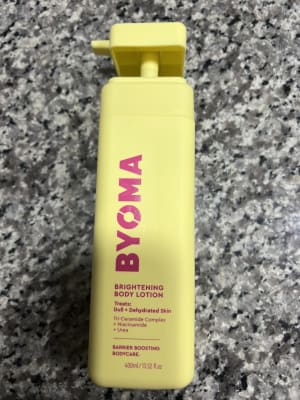 BYOMA
BRIGHTENING
BODY LOTION
Treats:
Dull + Dehydrated Skin
Tri-Ceramide Complex
+ Niacinamide
+ Urea
BARRIER BOOSTING
BODYCARE.
400ml / 13.52 fl.oz